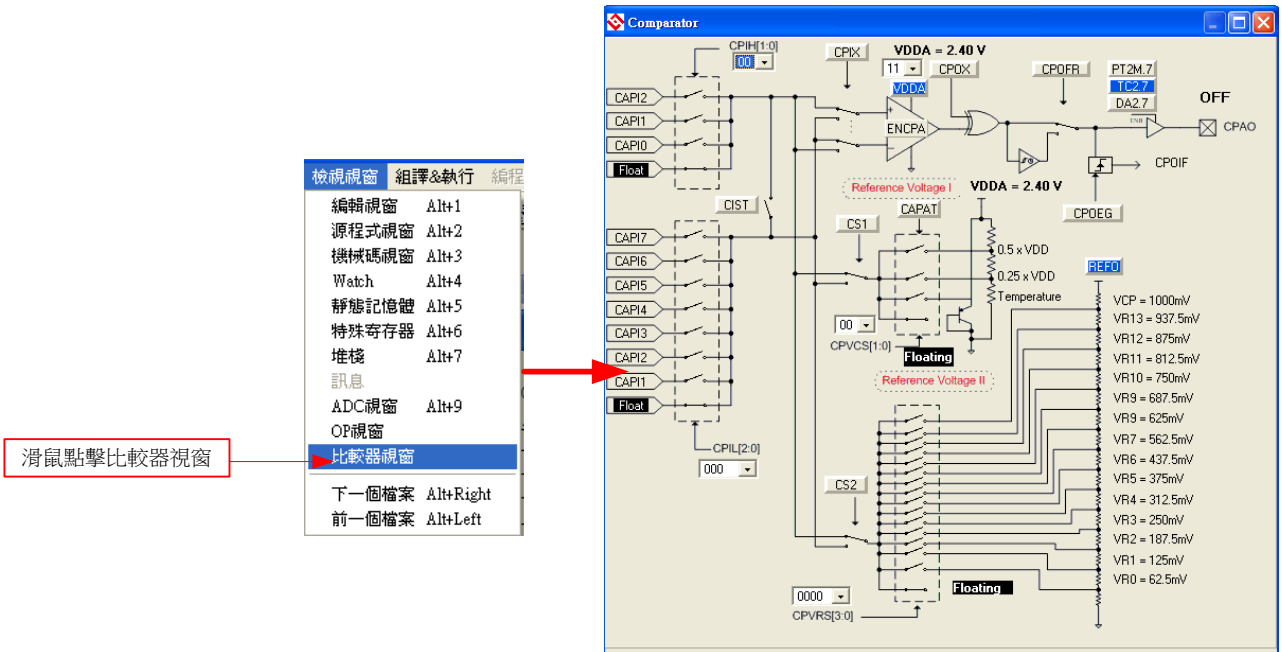 滑鼠點擊比較器視窗
檢視視窗 組譯&執行 編程
編輯視窗 Alt+1
源程式視窗 Alt+2
機械碼視窗 Alt+3
Watch Alt+4
靜態記憶體 Alt+5
特殊寄存器 Alt+6
堆棧 Alt+7
訊息
ADC視窗 Alt+9
OP視窗
比較器視窗
下一個檔案 Alt+Right
前一個檔案 Alt+Left
Comparator
CPIH[1:0]
00
CPIX
VDDA = 2.40 V
11
CPOX
VDDA
ENCPA
CPOFR
PT2M.7
TC2.7
DA2.7
OFF
CPAO
CPOIF
CPOEG
CAPI2
CAPI1
CAPI0
Float
CIST
CAPI7
CAPI6
CAPI5
CAPI4
CAPI3
CAPI2
CAPI1
Float
CPIL[2:0]
000
Reference Voltage I
VDDA = 2.40 V
CAPAT
CS1
0.5 x VDD
0.25 x VDD
Temperature
00
CPVCS[1:0]
Floating
Reference Voltage II
REFO
VCP = 1000mV
VR13 = 937.5mV
VR12 = 875mV
VR11 = 812.5mV
VR10 = 750mV
VR9 = 687.5mV
VR9 = 625mV
VR7 = 562.5mV
VR6 = 437.5mV
VR5 = 375mV
VR4 = 312.5mV
VR3 = 250mV
VR2 = 187.5mV
VR1 = 125mV
VR0 = 62.5mV
CS2
Floating
0000
CPVRS[3:0]